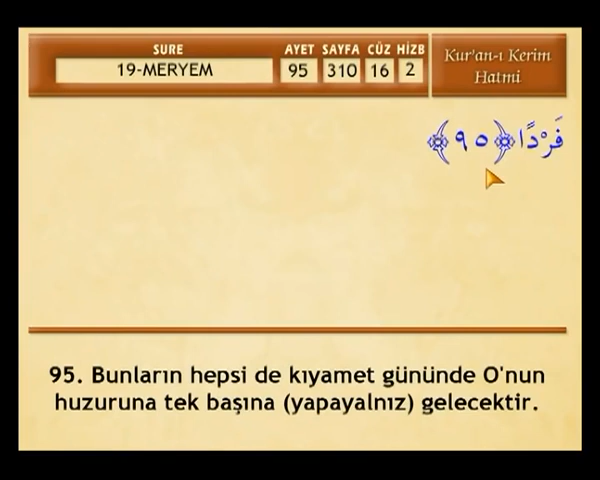 SURE AYET SAYFA CÜZ HİZB
19-MERYEM 95 310 16 2
Kur'an-ı Kerim
Hatmi
فَرْدًا ﴿٩٥﴾
95. Bunların hepsi de kıyamet gününde O'nun
huzuruna tek başına (yapayalnız) gelecektir.